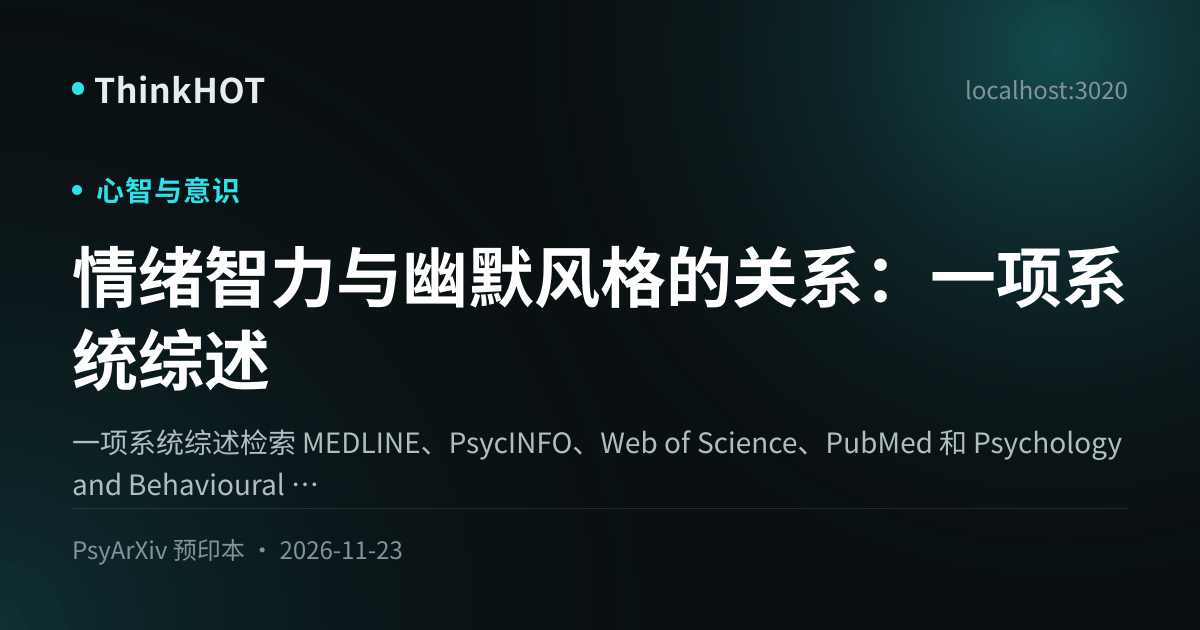 ThinkHOT
localhost:3020
心智与意识
情绪智力与幽默风格的关系：一项系
统综述
一项系统综述检索 MEDLINE、PsycINFO、Web of Science、PubMed 和 Psychology
and Behavioural …
PsyArXiv 预印本 · 2026-11-23